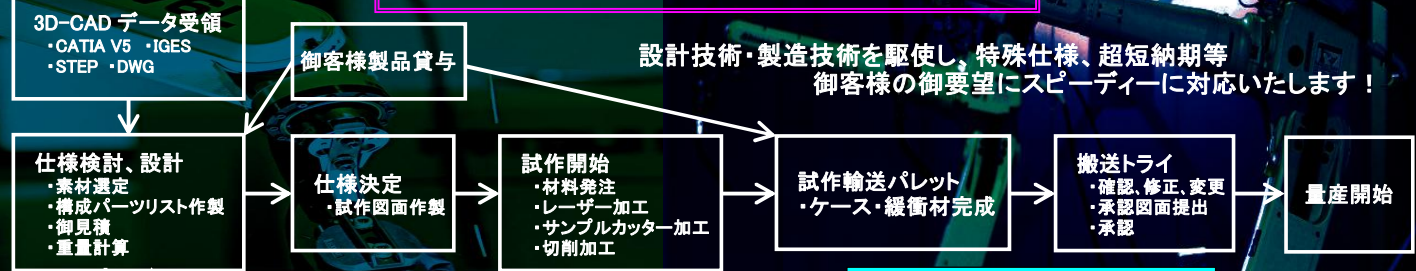 3D-CAD データ受領
・CATIA V5 ・IGES
・STEP ・DWG
御客様製品貸与
設計技術・製造技術を駆使し、特殊仕様、超短納期等
御客様の御要望にスピーディーに対応いたします！
仕様検討、設計
・素材選定
・構成パーツリスト作製
・御見積
・重量計算
仕様決定
・試作図面作製
試作開始
・材料発注
・レーザー加工
・サンプルカッター加工
・切削加工
試作輸送パレット
・ケース・緩衝材完成
搬送トライ
・確認、修正、変更
・承認図面提出
・承認
量産開始